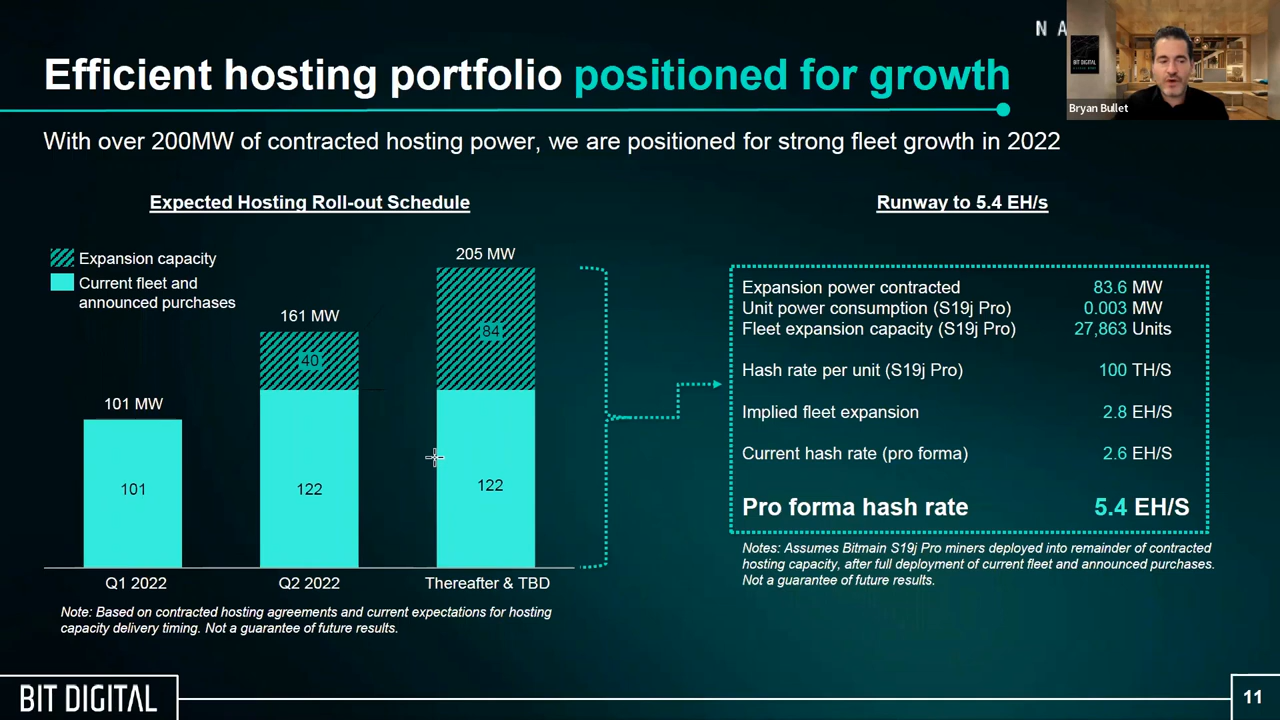 N A
Efficient hosting portfolio positioned for growth
Bryan Bullet
With over 200MW of contracted hosting power, we are positioned for strong fleet growth in 2022
Expected Hosting Roll-out Schedule
Expansion capacity
Current fleet and
announced purchases
205 MW
84
161 MW
40
101 MW
101
122
122
Q1 2022
Q2 2022
Thereafter & TBD
Note: Based on contracted hosting agreements and current expectations for hosting
capacity delivery timing. Not a guarantee of future results.
Runway to 5.4 EH/s
Expansion power contracted 83.6 MW
Unit power consumption (S19j Pro) 0.003 MW
Fleet expansion capacity (S19j Pro) 27,863 Units
Hash rate per unit (S19j Pro) 100 TH/S
Implied fleet expansion 2.8 EH/S
Current hash rate (pro forma) 2.6 EH/S
Pro forma hash rate 5.4 EH/S
Notes: Assumes Bitmain S19j Pro miners deployed into remainder of contracted
hosting capacity, after full deployment of current fleet and announced purchases.
Not a guarantee of future results.
BIT DIGITAL
11